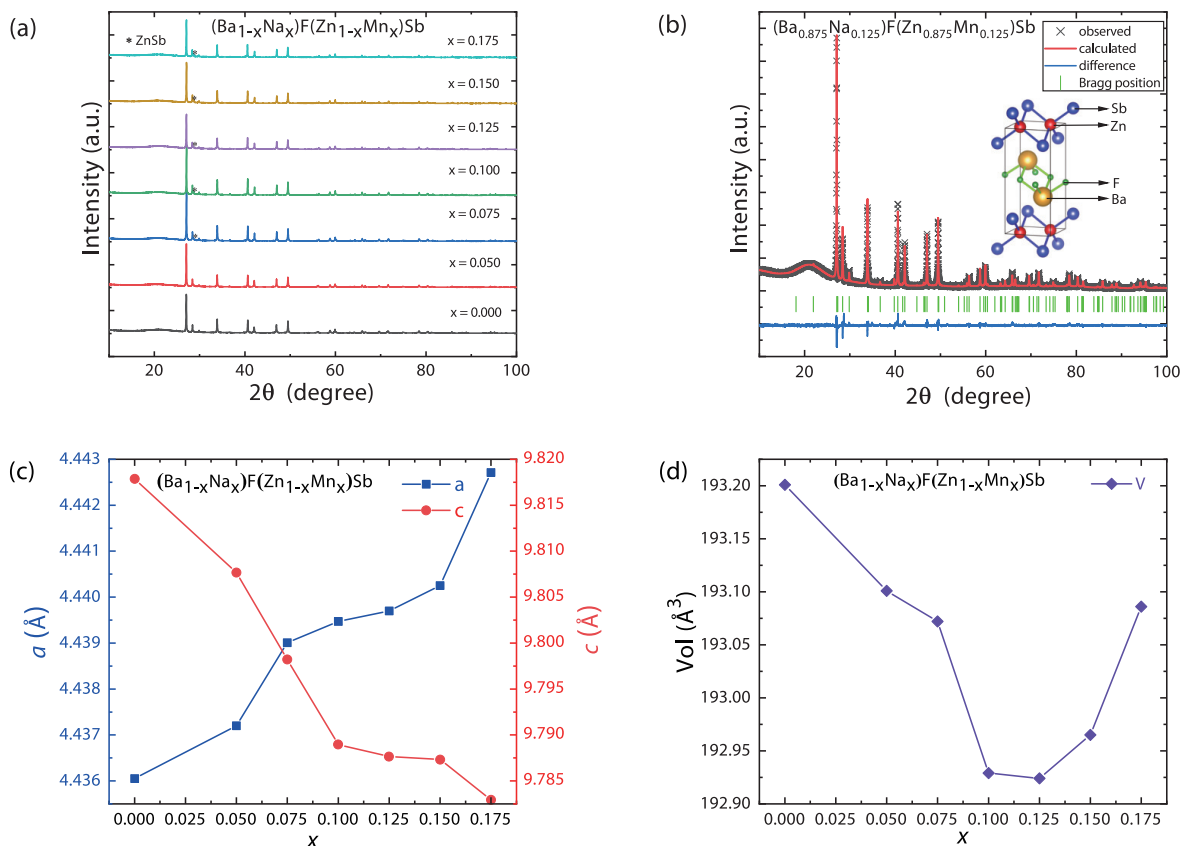 (a)
(Ba1-xNax)F(Zn1-xMnx)Sb
* ZnSb
x = 0.175
*
x = 0.150
*
x = 0.125
*
x = 0.100
*
x = 0.075
*
x = 0.050
x = 0.000
Intensity (a.u.)
20 40 60 80 100
2θ (degree)
(b)
(Ba0.875Na0.125)F(Zn0.875Mn0.125)Sb
observed
calculated
difference
Bragg position
Sb
Zn
F
Ba
Intensity (a.u.)
20 40 60 80 100
2θ (degree)
(c)
(Ba1-xNax)F(Zn1-xMnx)Sb
a
c
4.443
4.442
4.441
4.440
4.439
4.438
4.437
4.436
a (Å)
9.820
9.815
9.810
9.805
9.800
9.795
9.790
9.785
c (Å)
0.000 0.025 0.050 0.075 0.100 0.125 0.150 0.175
x
(d)
(Ba1-xNax)F(Zn1-xMnx)Sb
V
193.20
193.15
193.10
193.05
193.00
192.95
192.90
Vol (Å3)
0.000 0.025 0.050 0.075 0.100 0.125 0.150 0.175
x